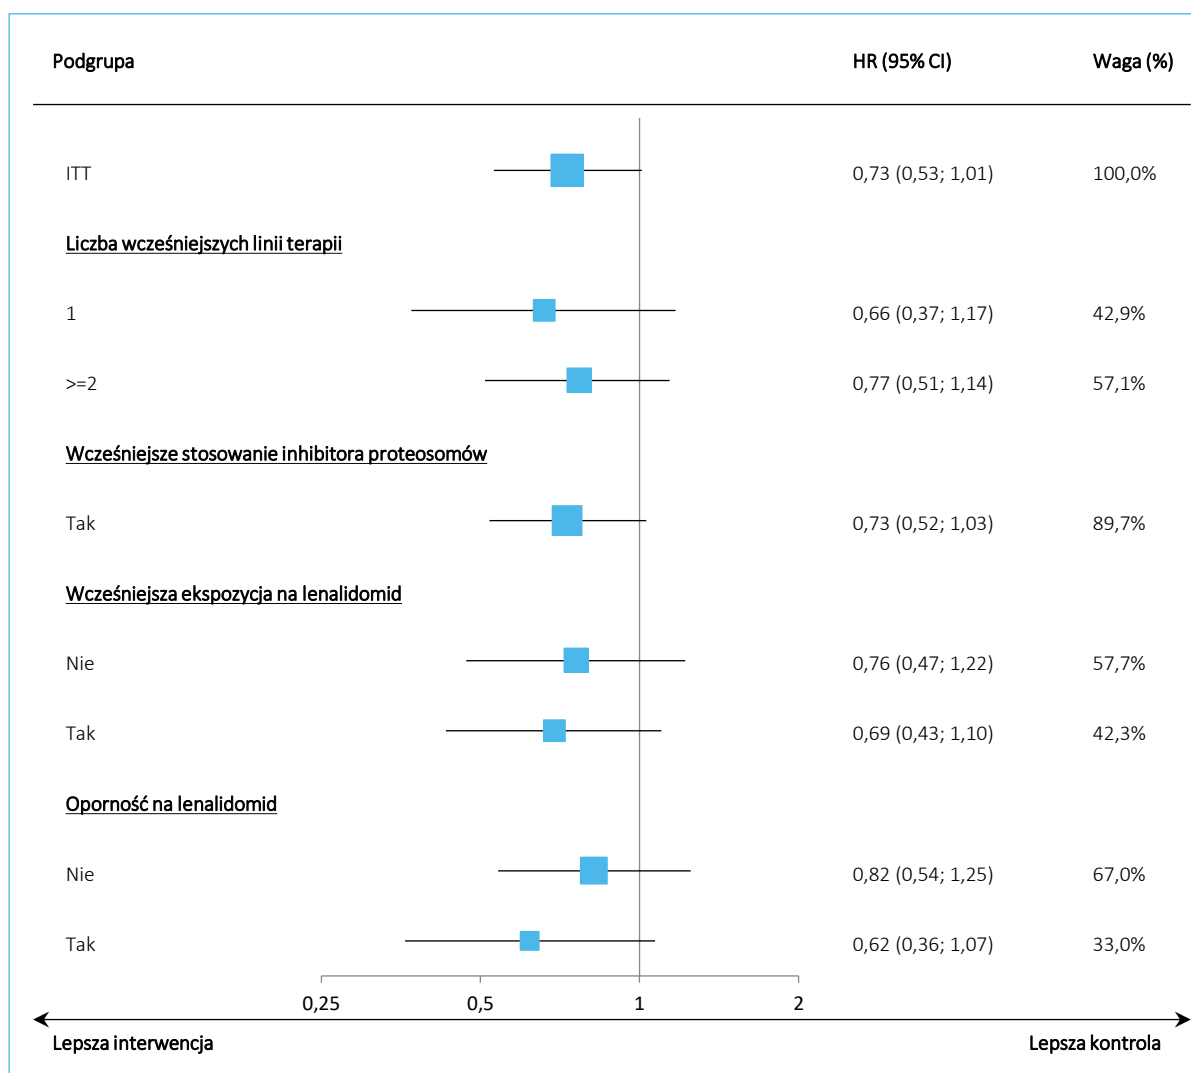 Podgrupa HR (95% CI) Waga (%)
ITT 0,73 (0,53; 1,01) 100,0%
Liczba wcześniejszych linii terapii
1 0,66 (0,37; 1,17) 42,9%
>=2 0,77 (0,51; 1,14) 57,1%
Wcześniejsze stosowanie inhibitora proteosomów
Tak 0,73 (0,52; 1,03) 89,7%
Wcześniejsza ekspozycja na lenalidomid
Nie 0,76 (0,47; 1,22) 57,7%
Tak 0,69 (0,43; 1,10) 42,3%
Oporność na lenalidomid
Nie 0,82 (0,54; 1,25) 67,0%
Tak 0,62 (0,36; 1,07) 33,0%
0,25 0,5 1 2
Lepsza interwencja Lepsza kontrola